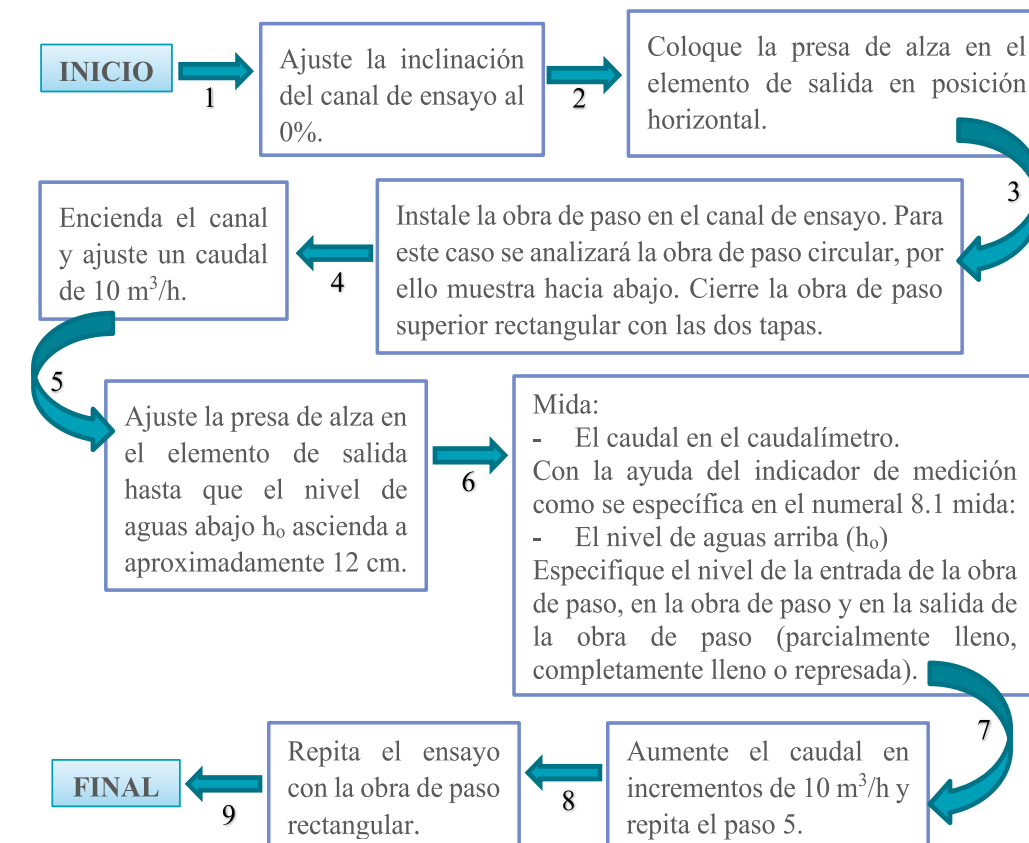 INICIO
1
Ajuste la inclinación
del canal de ensayo al
0%.
2
Coloque la presa de alza en el
elemento de salida en posición
horizontal.
3
Instale la obra de paso en el canal de ensayo. Para
este caso se analizará la obra de paso circular, por
ello muestra hacia abajo. Cierre la obra de paso
superior rectangular con las dos tapas.
4
Encienda el canal
y ajuste un caudal
de 10 m³/h.
5
Ajuste la presa de alza en
el elemento de salida
hasta que el nivel de
aguas abajo hₒ ascienda a
aproximadamente 12 cm.
6
Mida:
- El caudal en el caudalímetro.
Con la ayuda del indicador de medición
como se específica en el numeral 8.1 mida:
- El nivel de aguas arriba (hₒ)
Especifique el nivel de la entrada de la obra
de paso, en la obra de paso y en la salida de
la obra de paso (parcialmente lleno,
completamente lleno o represada).
7
Aumente el caudal en
incrementos de 10 m³/h y
repita el paso 5.
8
Repita el ensayo
con la obra de paso
rectangular.
9
FINAL